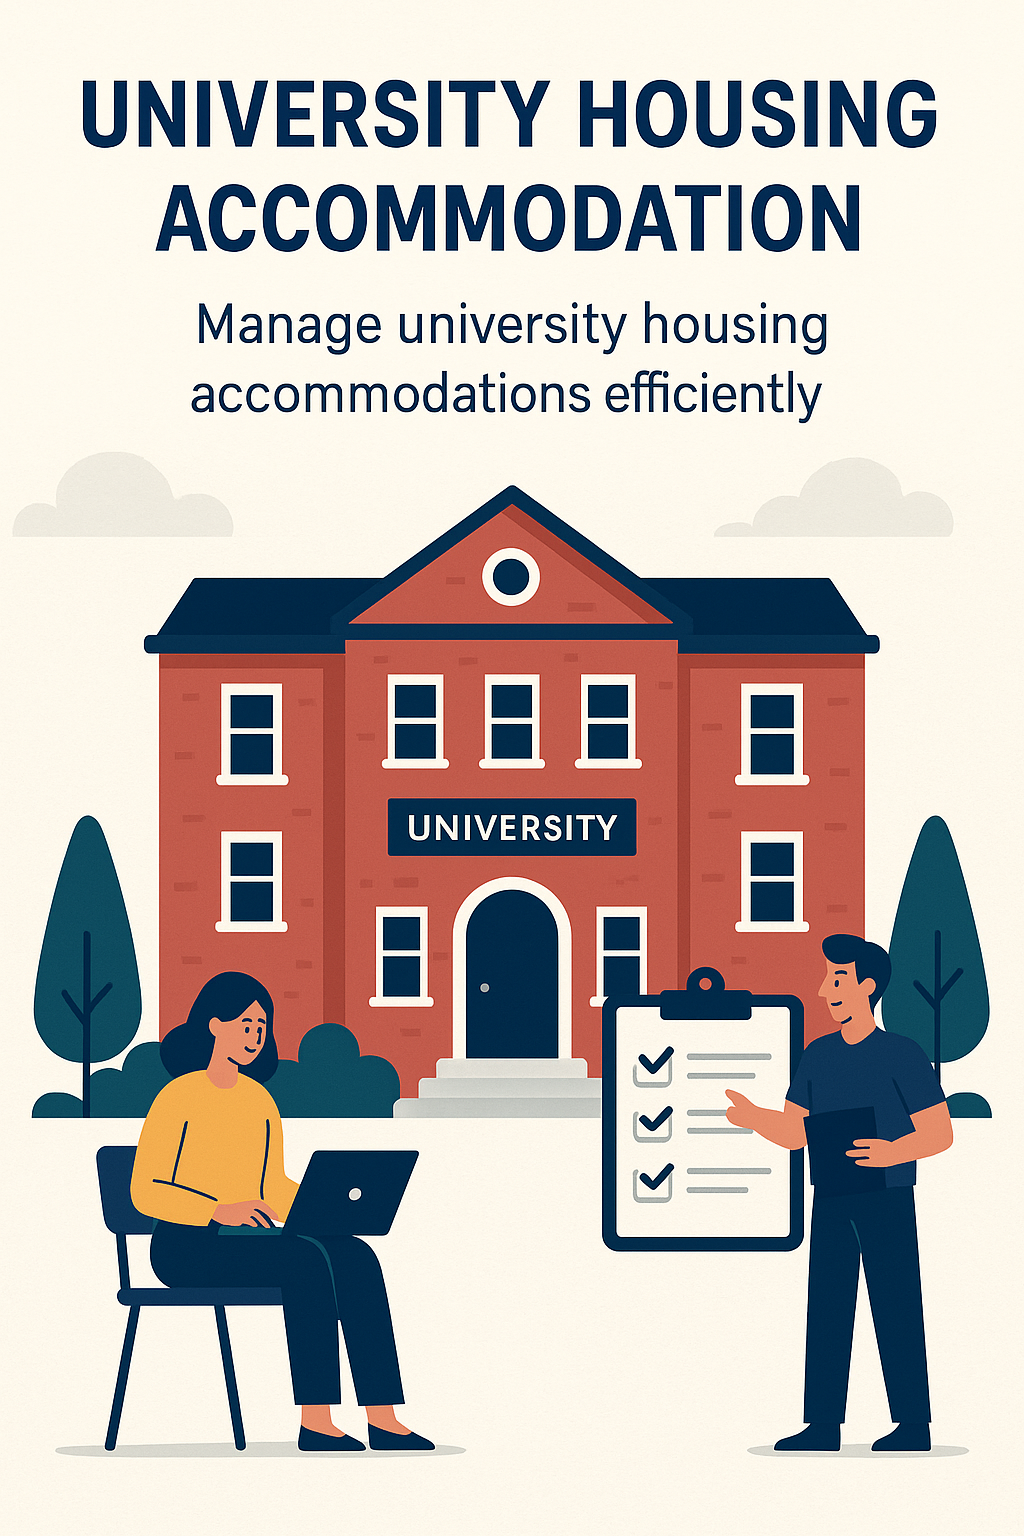 UNIVERSITY HOUSING
ACCOMMODATION
Manage university housing
accommodations efficiently
UNIVERSITY